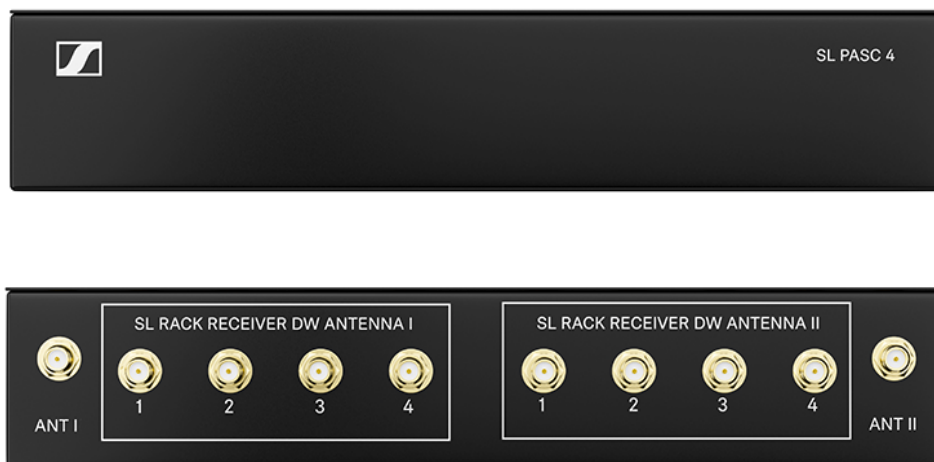 SL PASC 4
SL RACK RECEIVER DW ANTENNA I
1 2 3 4
ANT I
SL RACK RECEIVER DW ANTENNA II
1 2 3 4
ANT II